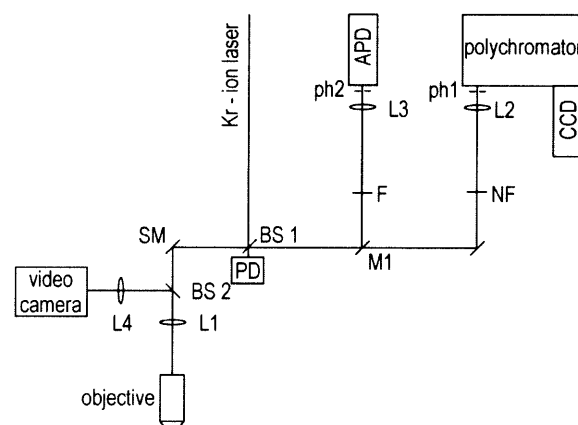 Kr - ion laser
APD
polychromator
ph2
L3
ph1
L2
CCD
F
NF
SM
BS 1
M1
PD
video
camera
BS 2
L4
L1
objective